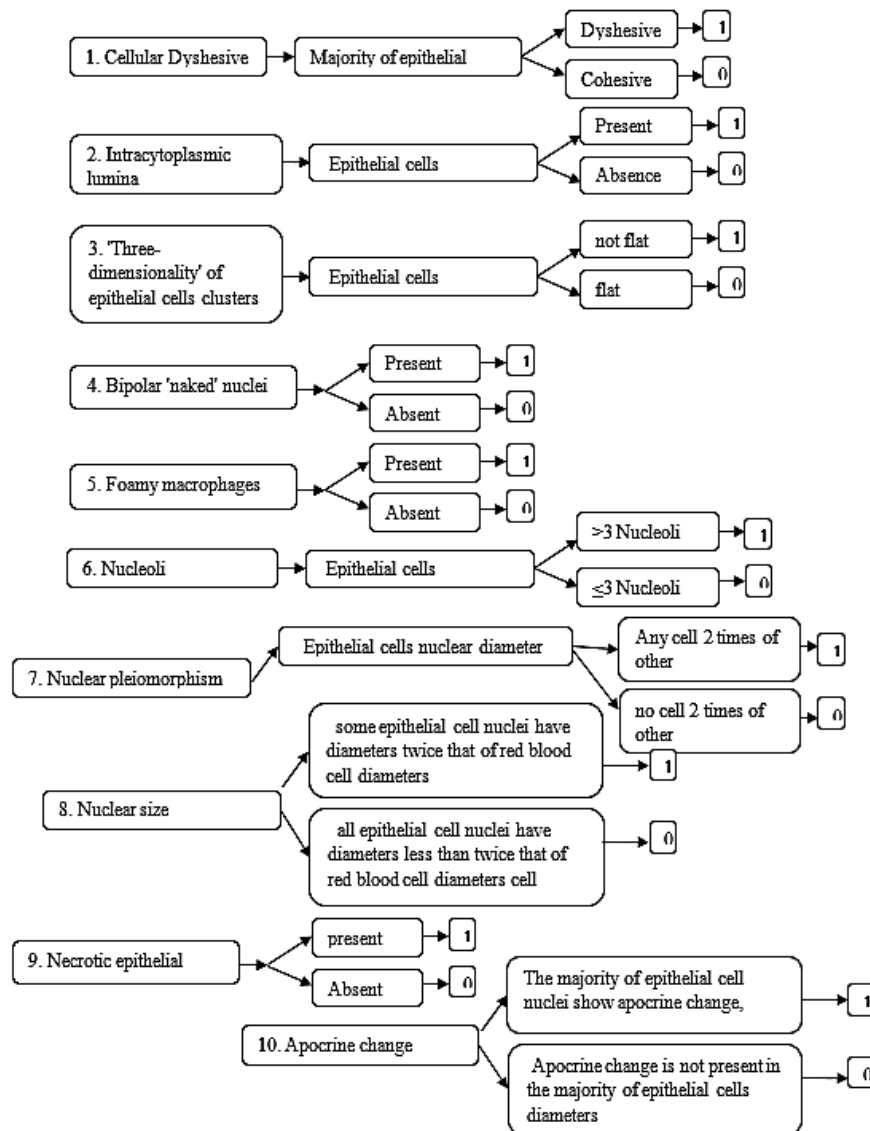 Dyshesive 1
1. Cellular Dyshesive Majority of epithelial
Cohesive 0
Present 1
2. Intracytoplasmic
lumina
Epithelial cells
Absence 0
not flat 1
3. 'Three-
dimensionality' of
epithelial cells clusters
Epithelial cells
flat 0
Present 1
4. Bipolar 'naked' nuclei
Absent 0
Present 1
5. Foamy macrophages
Absent 0
>3 Nucleoli 1
6. Nucleoli Epithelial cells
≤3 Nucleoli 0
Any cell 2 times of
other
1
Epithelial cells nuclear diameter
7. Nuclear pleiomorphism
no cell 2 times of
other
0
some epithelial cell nuclei have
diameters twice that of red blood
cell diameters
1
8. Nuclear size
all epithelial cell nuclei have
diameters less than twice that of
red blood cell diameters cell
0
present 1
9. Necrotic epithelial
Absent 0
The majority of epithelial cell
nuclei show apocrine change,
1
10. Apocrine change
Apocrine change is not present in
the majority of epithelial cells
diameters
0